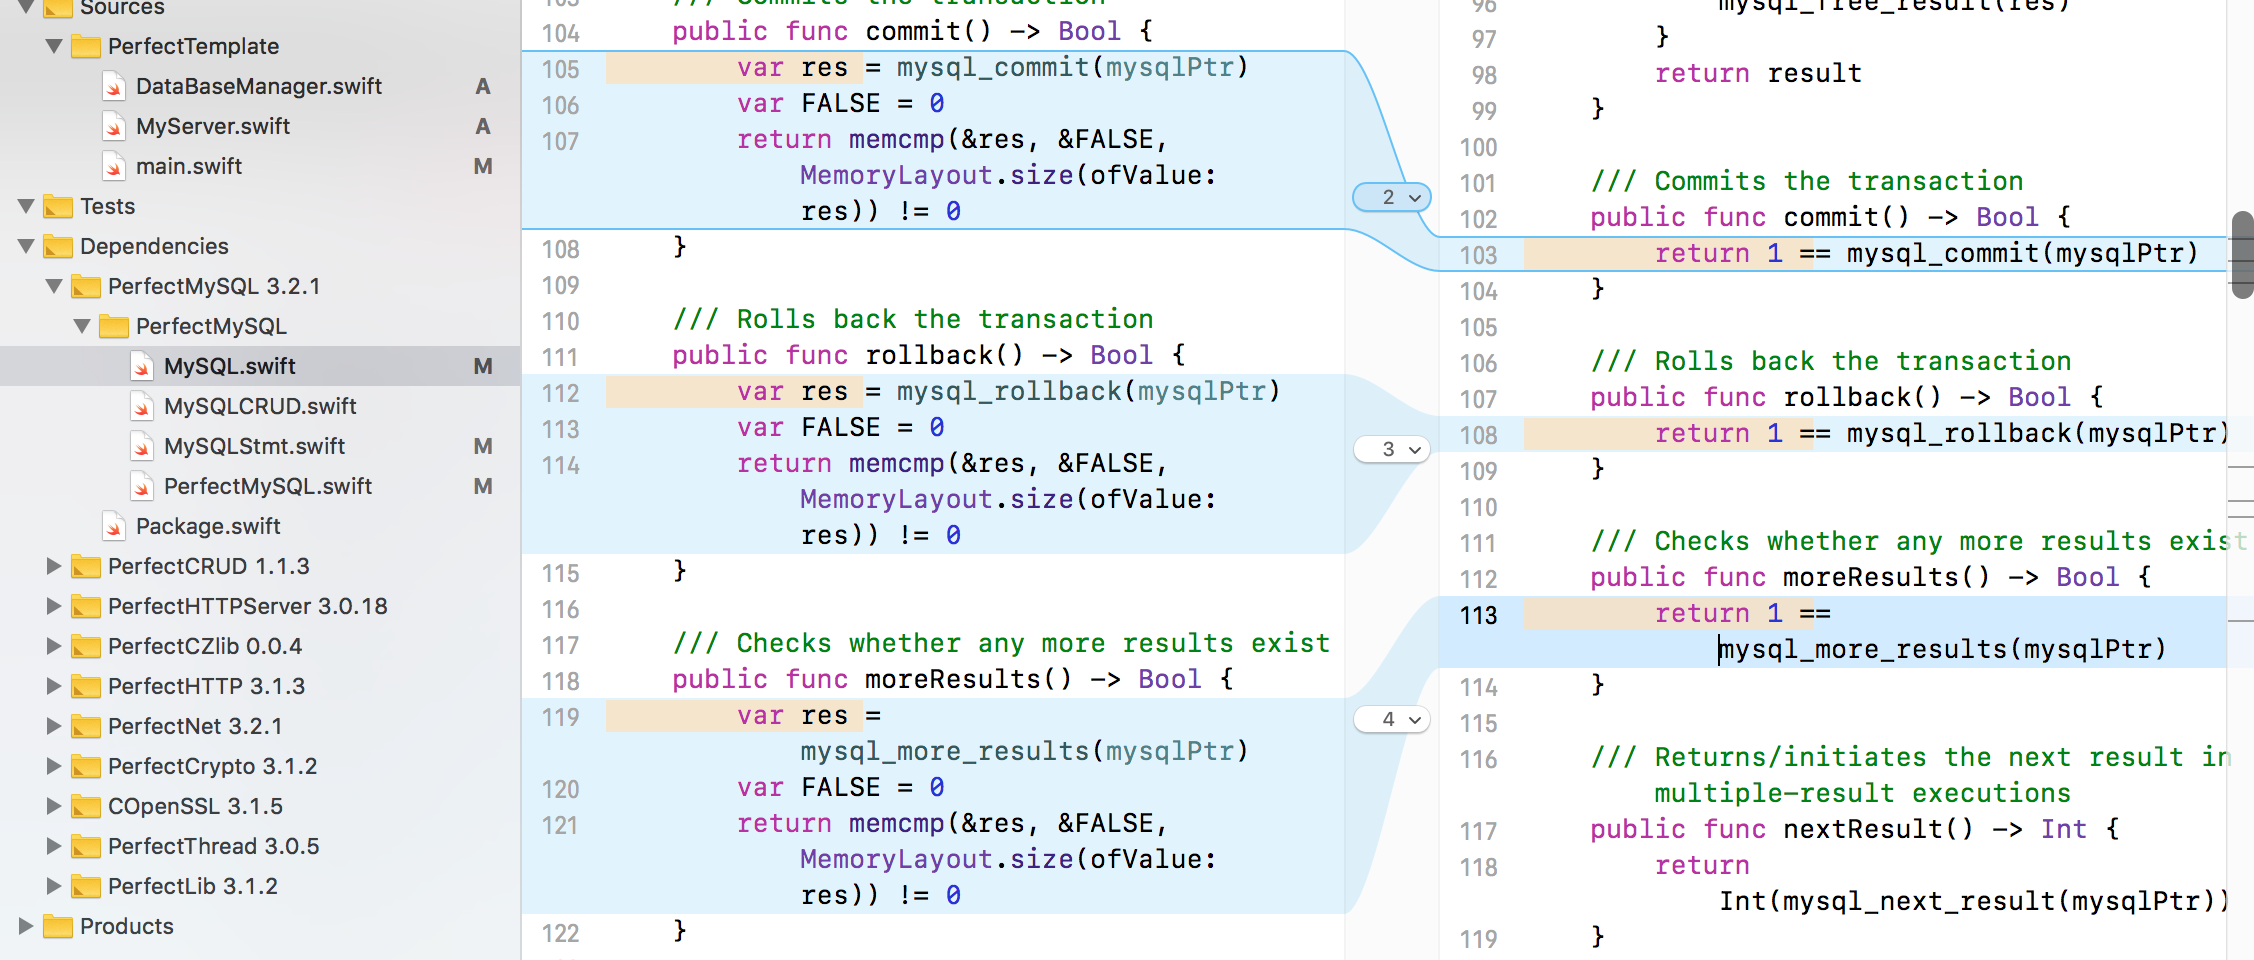 Sources
PerfectTemplate
DataBaseManager.swift A
MyServer.swift A
main.swift M
Tests
Dependencies
PerfectMySQL 3.2.1
PerfectMySQL
MySQL.swift M
MySQLCRUD.swift
MySQLStmt.swift M
PerfectMySQL.swift M
Package.swift
PerfectCRUD 1.1.3
PerfectHTTPServer 3.0.18
PerfectCZlib 0.0.4
PerfectHTTP 3.1.3
PerfectNet 3.2.1
PerfectCrypto 3.1.2
COpenSSL 3.1.5
PerfectThread 3.0.5
PerfectLib 3.1.2
Products
103 /// Commits the transaction
104 public func commit() -> Bool {
105 var res = mysql_commit(mysqlPtr)
106 var FALSE = 0
107 return memcmp(&res, &FALSE,
MemoryLayout.size(ofValue:
res)) != 0
108 }
109
110 /// Rolls back the transaction
111 public func rollback() -> Bool {
112 var res = mysql_rollback(mysqlPtr)
113 var FALSE = 0
114 return memcmp(&res, &FALSE,
MemoryLayout.size(ofValue:
res)) != 0
115 }
116
117 /// Checks whether any more results exist
118 public func moreResults() -> Bool {
119 var res =
mysql_more_results(mysqlPtr)
120 var FALSE = 0
121 return memcmp(&res, &FALSE,
MemoryLayout.size(ofValue:
res)) != 0
122 }
2
3
4
96 mysql_free_result(res)
97 }
98 return result
99 }
100
101 /// Commits the transaction
102 public func commit() -> Bool {
103 return 1 == mysql_commit(mysqlPtr)
104 }
105
106 /// Rolls back the transaction
107 public func rollback() -> Bool {
108 return 1 == mysql_rollback(mysqlPtr)
109 }
110
111 /// Checks whether any more results exist
112 public func moreResults() -> Bool {
113 return 1 ==
mysql_more_results(mysqlPtr)
114 }
115
116 /// Returns/initiates the next result in
multiple-result executions
117 public func nextResult() -> Int {
118 return
Int(mysql_next_result(mysqlPtr))
119 }